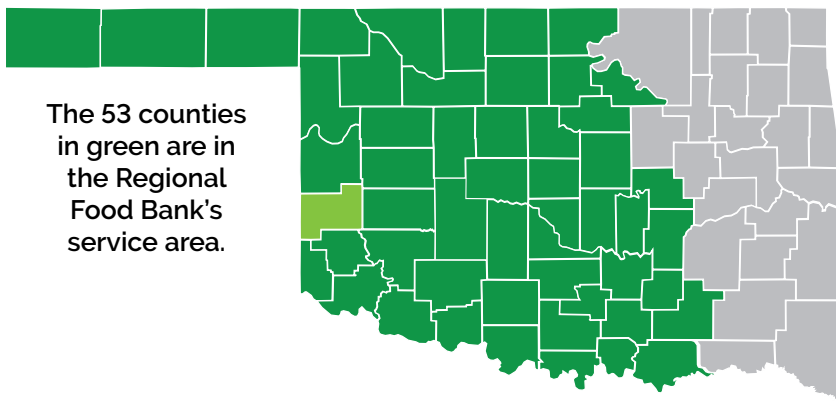 The 53 counties
in green are in
the Regional
Food Bank’s
service area.